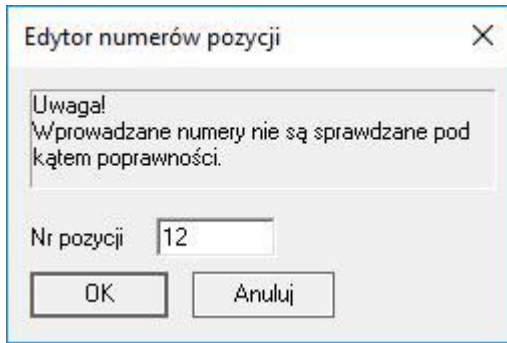 Edytor numerów pozycji
Uwaga!
Wprowadzane numery nie są sprawdzane pod
kątem poprawności.
Nr pozycji 12
OK Anuluj